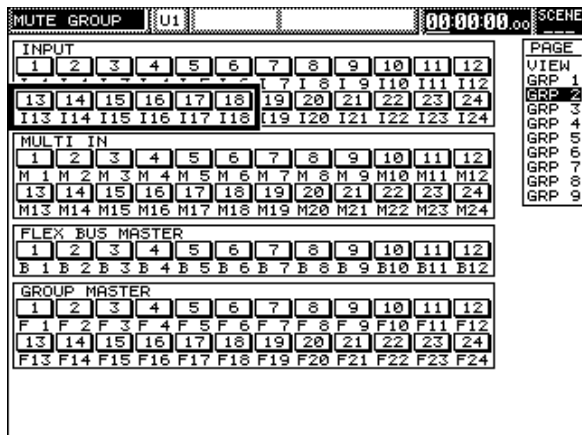 MUTE GROUP U1 00:00:00.00 SCENE
INPUT
1 2 3 4 5 6 7 8 9 10 11 12
I 7 I 8 I 9 I10 I11 I12
13 14 15 16 17 18 19 20 21 22 23 24
I13 I14 I15 I16 I17 I18 I19 I20 I21 I22 I23 I24
MULTI IN
1 2 3 4 5 6 7 8 9 10 11 12
M 1 M 2 M 3 M 4 M 5 M 6 M 7 M 8 M 9 M10 M11 M12
13 14 15 16 17 18 19 20 21 22 23 24
M13 M14 M15 M16 M17 M18 M19 M20 M21 M22 M23 M24
FLEX BUS MASTER
1 2 3 4 5 6 7 8 9 10 11 12
B 1 B 2 B 3 B 4 B 5 B 6 B 7 B 8 B 9 B10 B11 B12
GROUP MASTER
1 2 3 4 5 6 7 8 9 10 11 12
F 1 F 2 F 3 F 4 F 5 F 6 F 7 F 8 F 9 F10 F11 F12
13 14 15 16 17 18 19 20 21 22 23 24
F13 F14 F15 F16 F17 F18 F19 F20 F21 F22 F23 F24
PAGE
VIEW
GRP 1
GRP 2
GRP 3
GRP 4
GRP 5
GRP 6
GRP 7
GRP 8
GRP 9